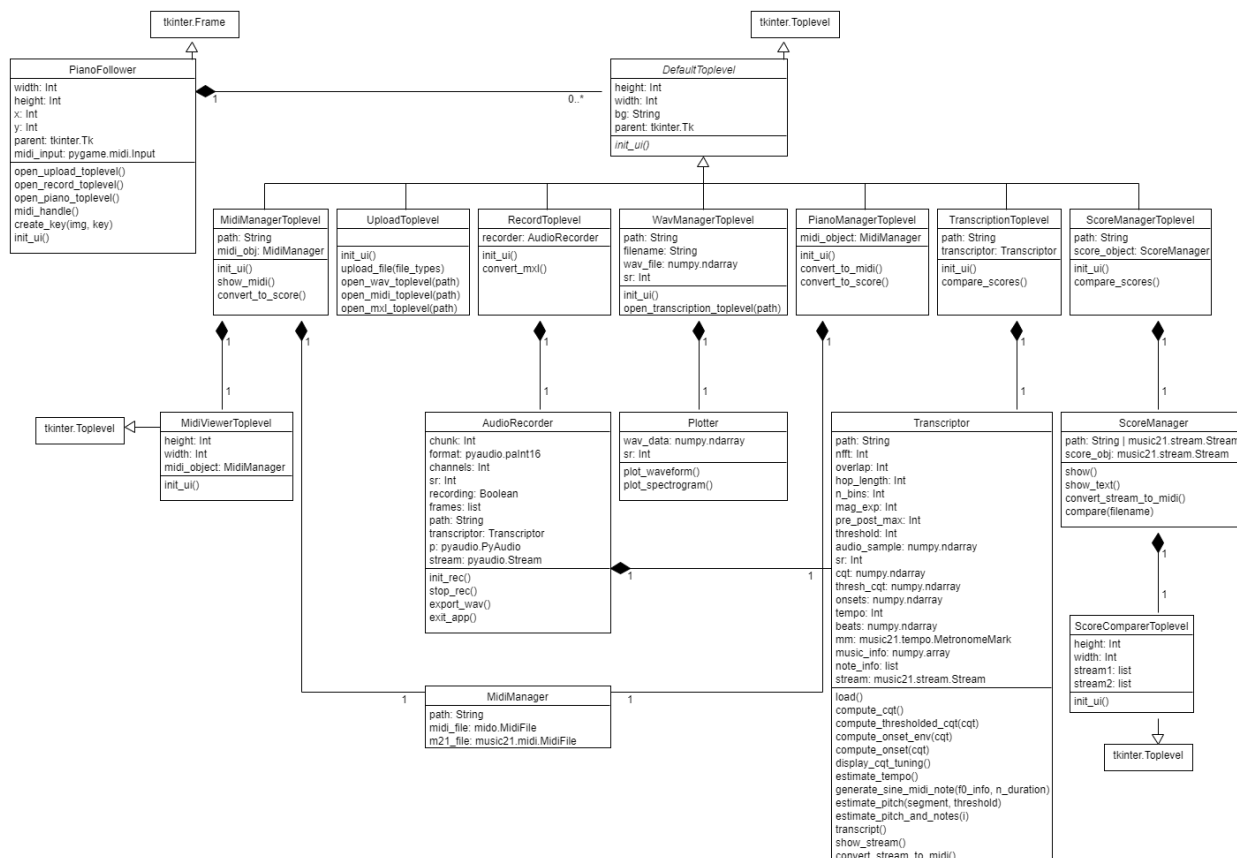 tkinter.Frame
tkinter.Toplevel
PianoFollower
width: Int
height: Int
x: Int
y: Int
parent: tkinter.Tk
midi_input: pygame.midi.Input
open_upload_toplevel()
open_record_toplevel()
open_piano_toplevel()
midi_handle()
create_key(img, key)
init_ui()
1
0..*
DefaultToplevel
height: Int
width: Int
bg: String
parent: tkinter.Tk
init_ui()
MidiManagerToplevel
path: String
midi_obj: MidiManager
init_ui()
show_midi()
convert_to_score()
UploadToplevel
init_ui()
upload_file(file_types)
open_wav_toplevel(path)
open_midi_toplevel(path)
open_mxl_toplevel(path)
RecordToplevel
recorder: AudioRecorder
init_ui()
convert_mxl()
WavManagerToplevel
path: String
filename: String
wav_file: numpy.ndarray
sr: Int
init_ui()
open_transcription_toplevel(path)
PianoManagerToplevel
midi_object: MidiManager
init_ui()
convert_to_midi()
convert_to_score()
TranscriptionToplevel
path: String
transcriptor: Transcriptor
init_ui()
compare_scores()
ScoreManagerToplevel
path: String
score_object: ScoreManager
init_ui()
compare_scores()
1
1
1
1
1
1
1
1
1
1
1
1
tkinter.Toplevel
MidiViewerToplevel
height: Int
width: Int
midi_object: MidiManager
init_ui()
AudioRecorder
chunk: Int
format: pyaudio.paInt16
channels: Int
sr: Int
recording: Boolean
frames: list
path: String
transcriptor: Transcriptor
p: pyaudio.PyAudio
stream: pyaudio.Stream
init_rec()
stop_rec()
export_wav()
exit_app()
Plotter
wav_data: numpy.ndarray
sr: Int
plot_waveform()
plot_spectrogram()
Transcriptor
path: String
nfft: Int
overlap: Int
hop_length: Int
n_bins: Int
mag_exp: Int
pre_post_max: Int
threshold: Int
audio_sample: numpy.ndarray
sr: Int
cqt: numpy.ndarray
thresh_cqt: numpy.ndarray
onsets: numpy.ndarray
tempo: Int
beats: numpy.ndarray
mm: music21.tempo.MetronomeMark
music_info: numpy.array
note_info: list
stream: music21.stream.Stream
load()
compute_cqt()
compute_thresholded_cqt(cqt)
compute_onset_env(cqt)
compute_onset(cqt)
display_cqt_tuning()
estimate_tempo()
generate_sine_midi_note(f0_info, n_duration)
estimate_pitch(segment, threshold)
estimate_pitch_and_notes(i)
transcript()
show_stream()
convert_stream_to_midi()
ScoreManager
path: String | music21.stream.Stream
score_obj: music21.stream.Stream
show()
show_text()
convert_stream_to_midi()
compare(filename)
1
1
1
1
ScoreComparerToplevel
height: Int
width: Int
stream1: list
stream2: list
init_ui()
tkinter.Toplevel
1
1
MidiManager
path: String
midi_file: mido.MidiFile
m21_file: music21.midi.MidiFile